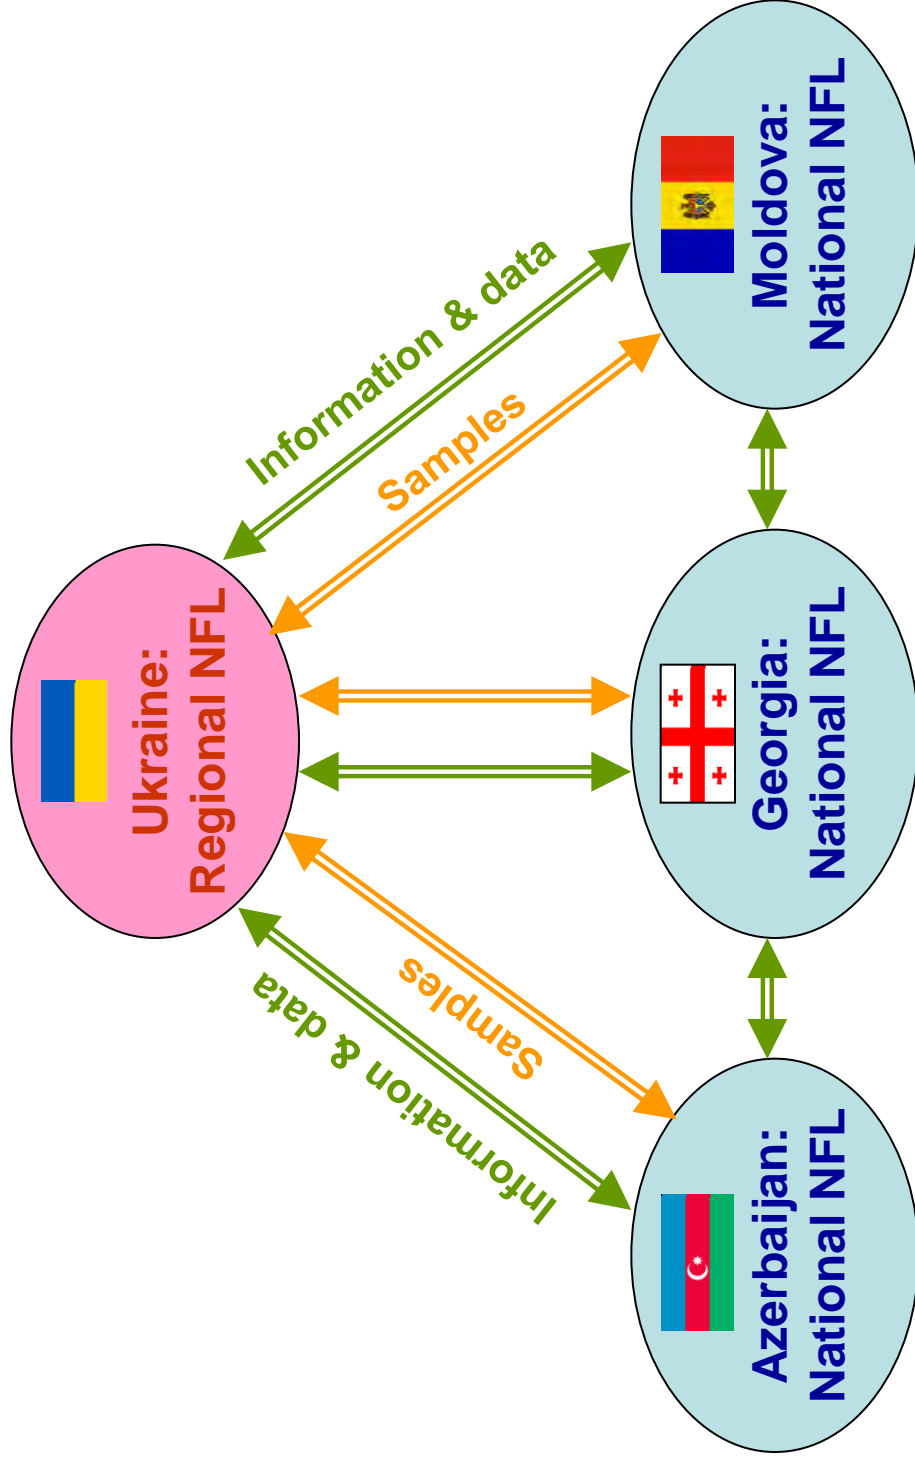 Ukraine:
Regional NFL
Information & data
Samples
Samples
Information & data
Azerbaijan:
National NFL
Georgia:
National NFL
Moldova:
National NFL